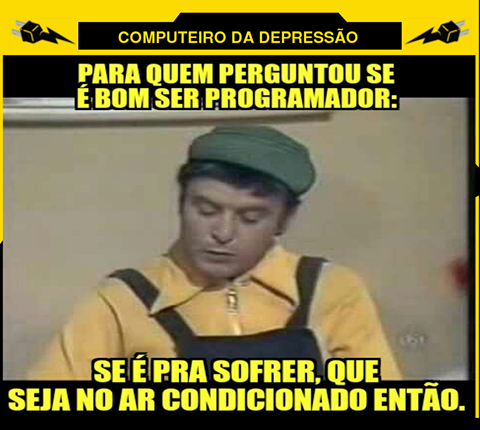 COMPUTEIRO DA DEPRESSÃO
PARA QUEM PERGUNTOU SE
É BOM SER PROGRAMADOR:
SE É PRA SOFRER, QUE
SEJA NO AR CONDICIONADO ENTÃO.